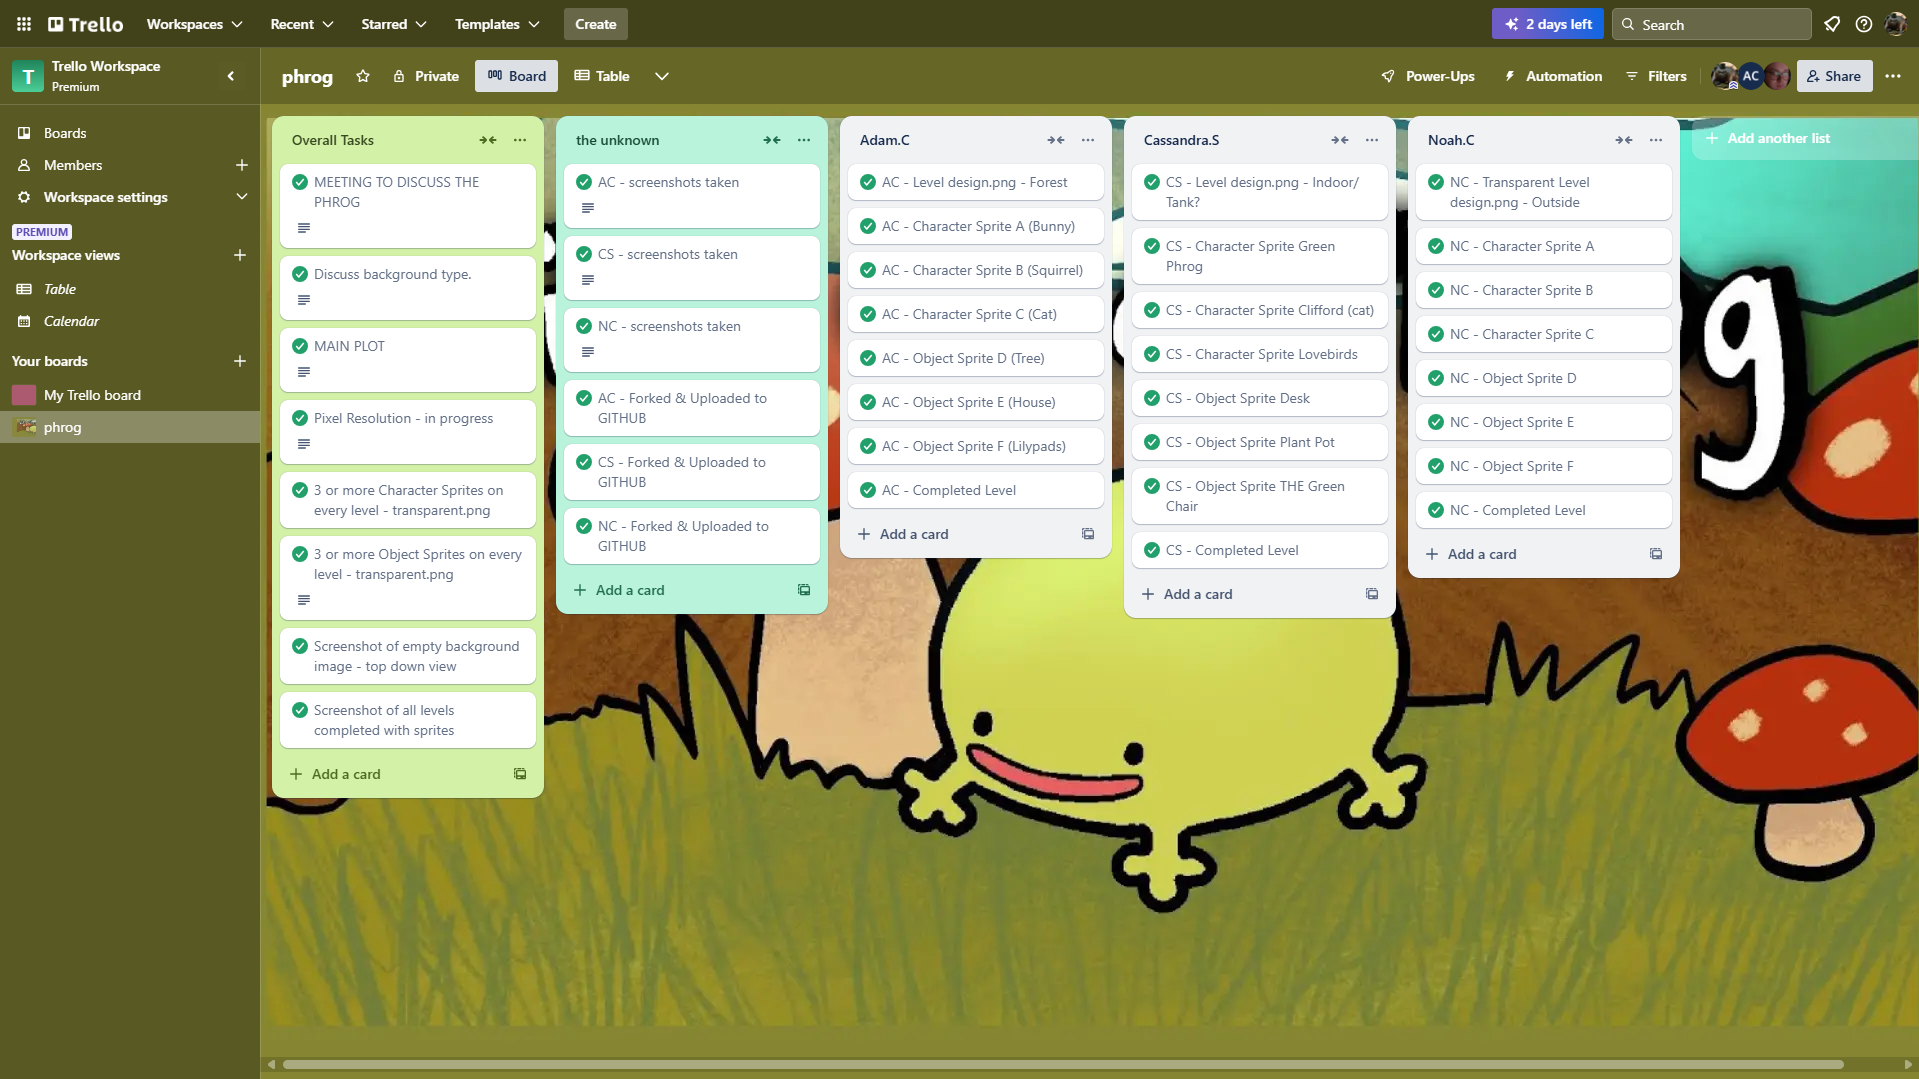 Trello
Workspaces
Recent
Starred
Templates
Create
2 days left
Search
T
Trello Workspace
Premium
phrog
Private
Board
Table
Power-Ups
Automation
Filters
AC
Share
Boards
Members
Workspace settings
PREMIUM
Workspace views
Table
Calendar
Your boards
My Trello board
phrog
Overall Tasks
MEETING TO DISCUSS THE
PHROG
Discuss background type.
MAIN PLOT
Pixel Resolution - in progress
3 or more Character Sprites on
every level - transparent.png
3 or more Object Sprites on every
level - transparent.png
Screenshot of empty background
image - top down view
Screenshot of all levels
completed with sprites
Add a card
the unknown
AC - screenshots taken
CS - screenshots taken
NC - screenshots taken
AC - Forked & Uploaded to
GITHUB
CS - Forked & Uploaded to
GITHUB
NC - Forked & Uploaded to
GITHUB
Add a card
Adam.C
AC - Level design.png - Forest
AC - Character Sprite A (Bunny)
AC - Character Sprite B (Squirrel)
AC - Character Sprite C (Cat)
AC - Object Sprite D (Tree)
AC - Object Sprite E (House)
AC - Object Sprite F (Lilypads)
AC - Completed Level
Add a card
Cassandra.S
CS - Level design.png - Indoor/
Tank?
CS - Character Sprite Green
Phrog
CS - Character Sprite Clifford (cat)
CS - Character Sprite Lovebirds
CS - Object Sprite Desk
CS - Object Sprite Plant Pot
CS - Object Sprite THE Green
Chair
CS - Completed Level
Add a card
Noah.C
NC - Transparent Level
design.png - Outside
NC - Character Sprite A
NC - Character Sprite B
NC - Character Sprite C
NC - Object Sprite D
NC - Object Sprite E
NC - Object Sprite F
NC - Completed Level
Add a card
Add another list
g